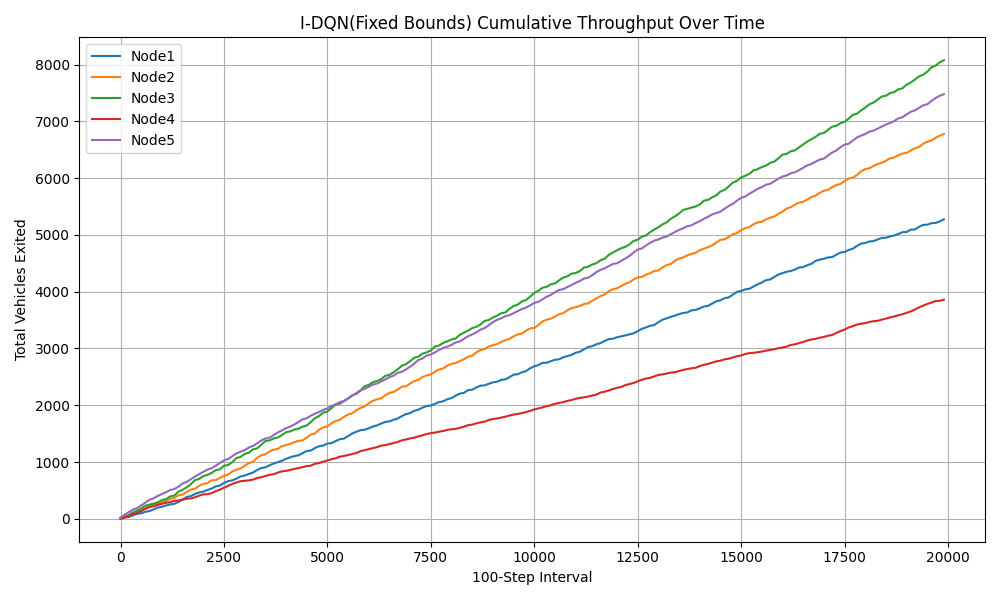 I-DQN(Fixed Bounds) Cumulative Throughput Over Time
Node1
Node2
Node3
Node4
Node5
Total Vehicles Exited
8000
7000
6000
5000
4000
3000
2000
1000
0
0 2500 5000 7500 10000 12500 15000 17500 20000
100-Step Interval